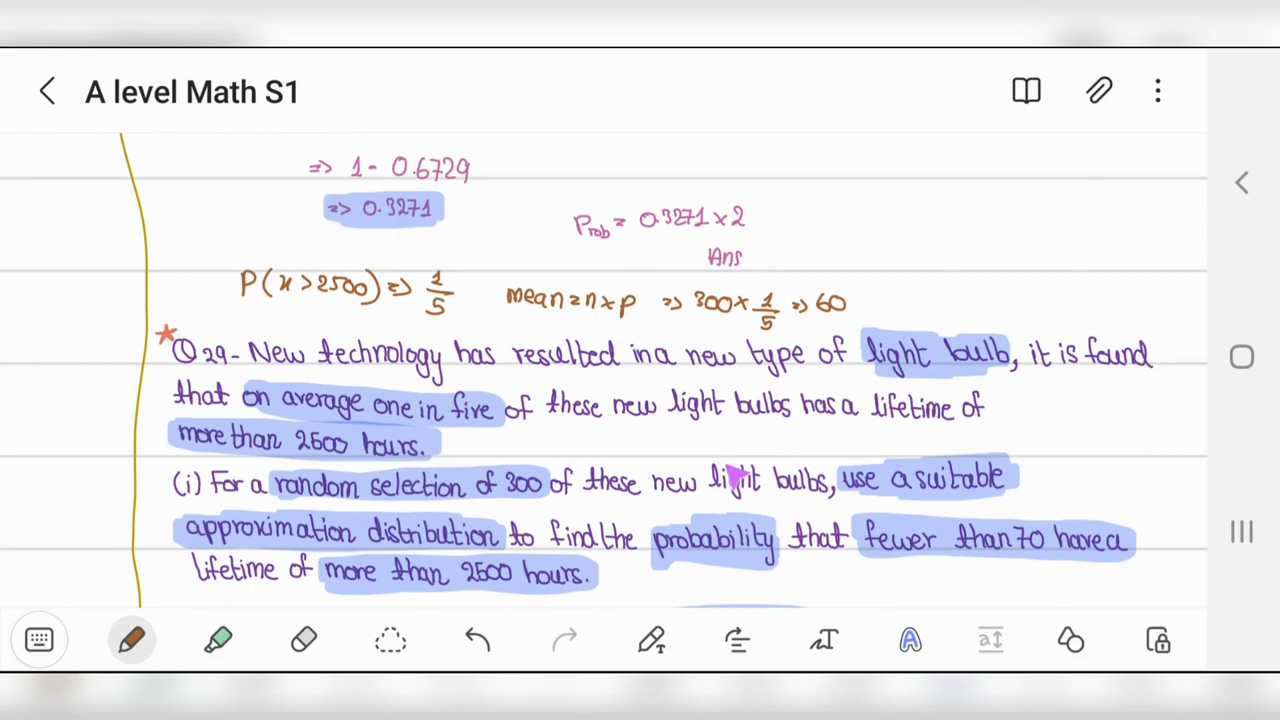 A level Math S1
=> 1 - 0.6729
=> 0.3271
Prob = 0.3271 x 2
Ans
P(x > 2500) => 1/5
mean = n x p => 300 x 1/5 => 60
* Q 29 - New technology has resulted in a new type of light bulb, it is found
that on average one in five of these new light bulbs has a lifetime of
more than 2500 hours.
(i) For a random selection of 300 of these new light bulbs, use a suitable
approximation distribution to find the probability that fewer than 70 have a
lifetime of more than 2500 hours.